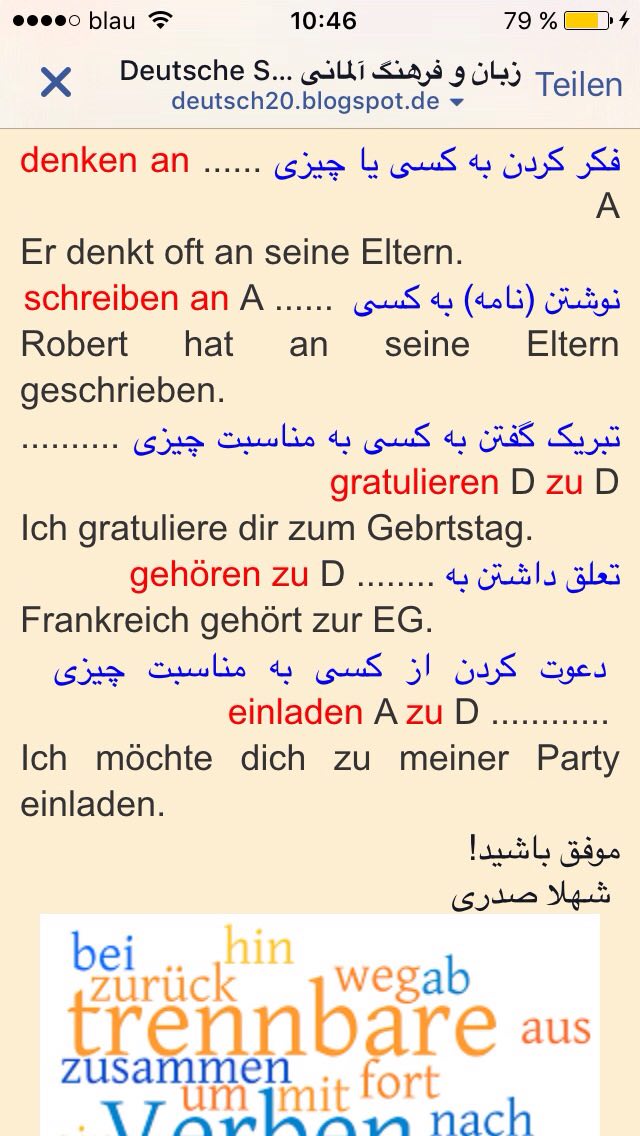 blau 10:46 79 %
Deutsche S... زبان و فرهنگ آلمانی
Teilen
deutsch20.blogspot.de
فکر کردن به کسی یا چیزی ...... denken an
A
Er denkt oft an seine Eltern.
نوشتن (نامه) به کسی ...... schreiben an A
Robert hat an seine Eltern
geschrieben.
تبریک گفتن به کسی به مناسبت چیزی ..........
gratulieren D zu D
Ich gratuliere dir zum Gebrtstag.
تعلق داشتن به ........ gehören zu D
Frankreich gehört zur EG.
دعوت کردن از کسی به مناسبت چیزی
............ einladen A zu D
Ich möchte dich zu meiner Party
einladen.
موفق باشید!
شهلا صدری
bei hin
zurück weg ab
trennbare aus
zusammen
um mit fort
Verben nach